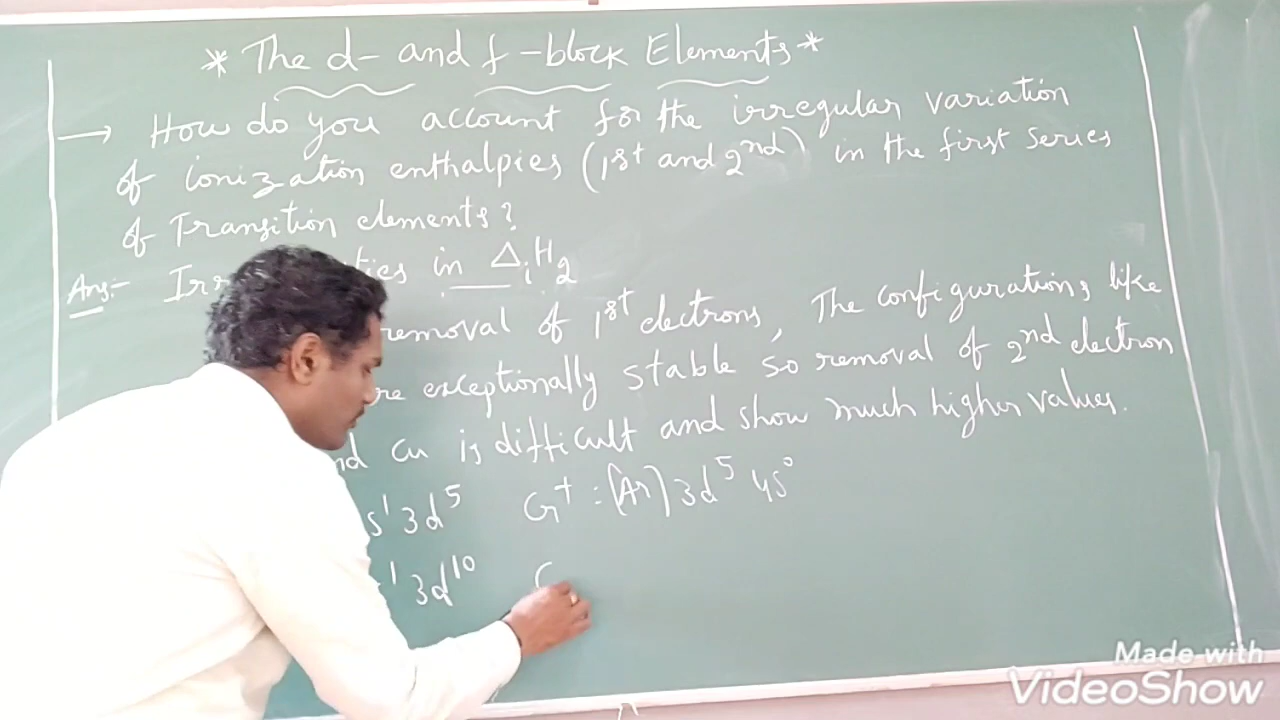 * The d- and f-block Elements *
→ How do you account for the irregular variation
of ionization enthalpies (1st and 2nd) in the first series
of Transition elements?
Ans:- Irr ties in ΔiH2
removal of 1st electrons, The configurations like
re exceptionally stable so removal of 2nd electron
nd Cu is difficult and show much higher values.
s¹ 3d⁵ Cr⁺ : [Ar] 3d⁵ 4s⁰
¹ 3d¹⁰ C
Made with
VideoShow